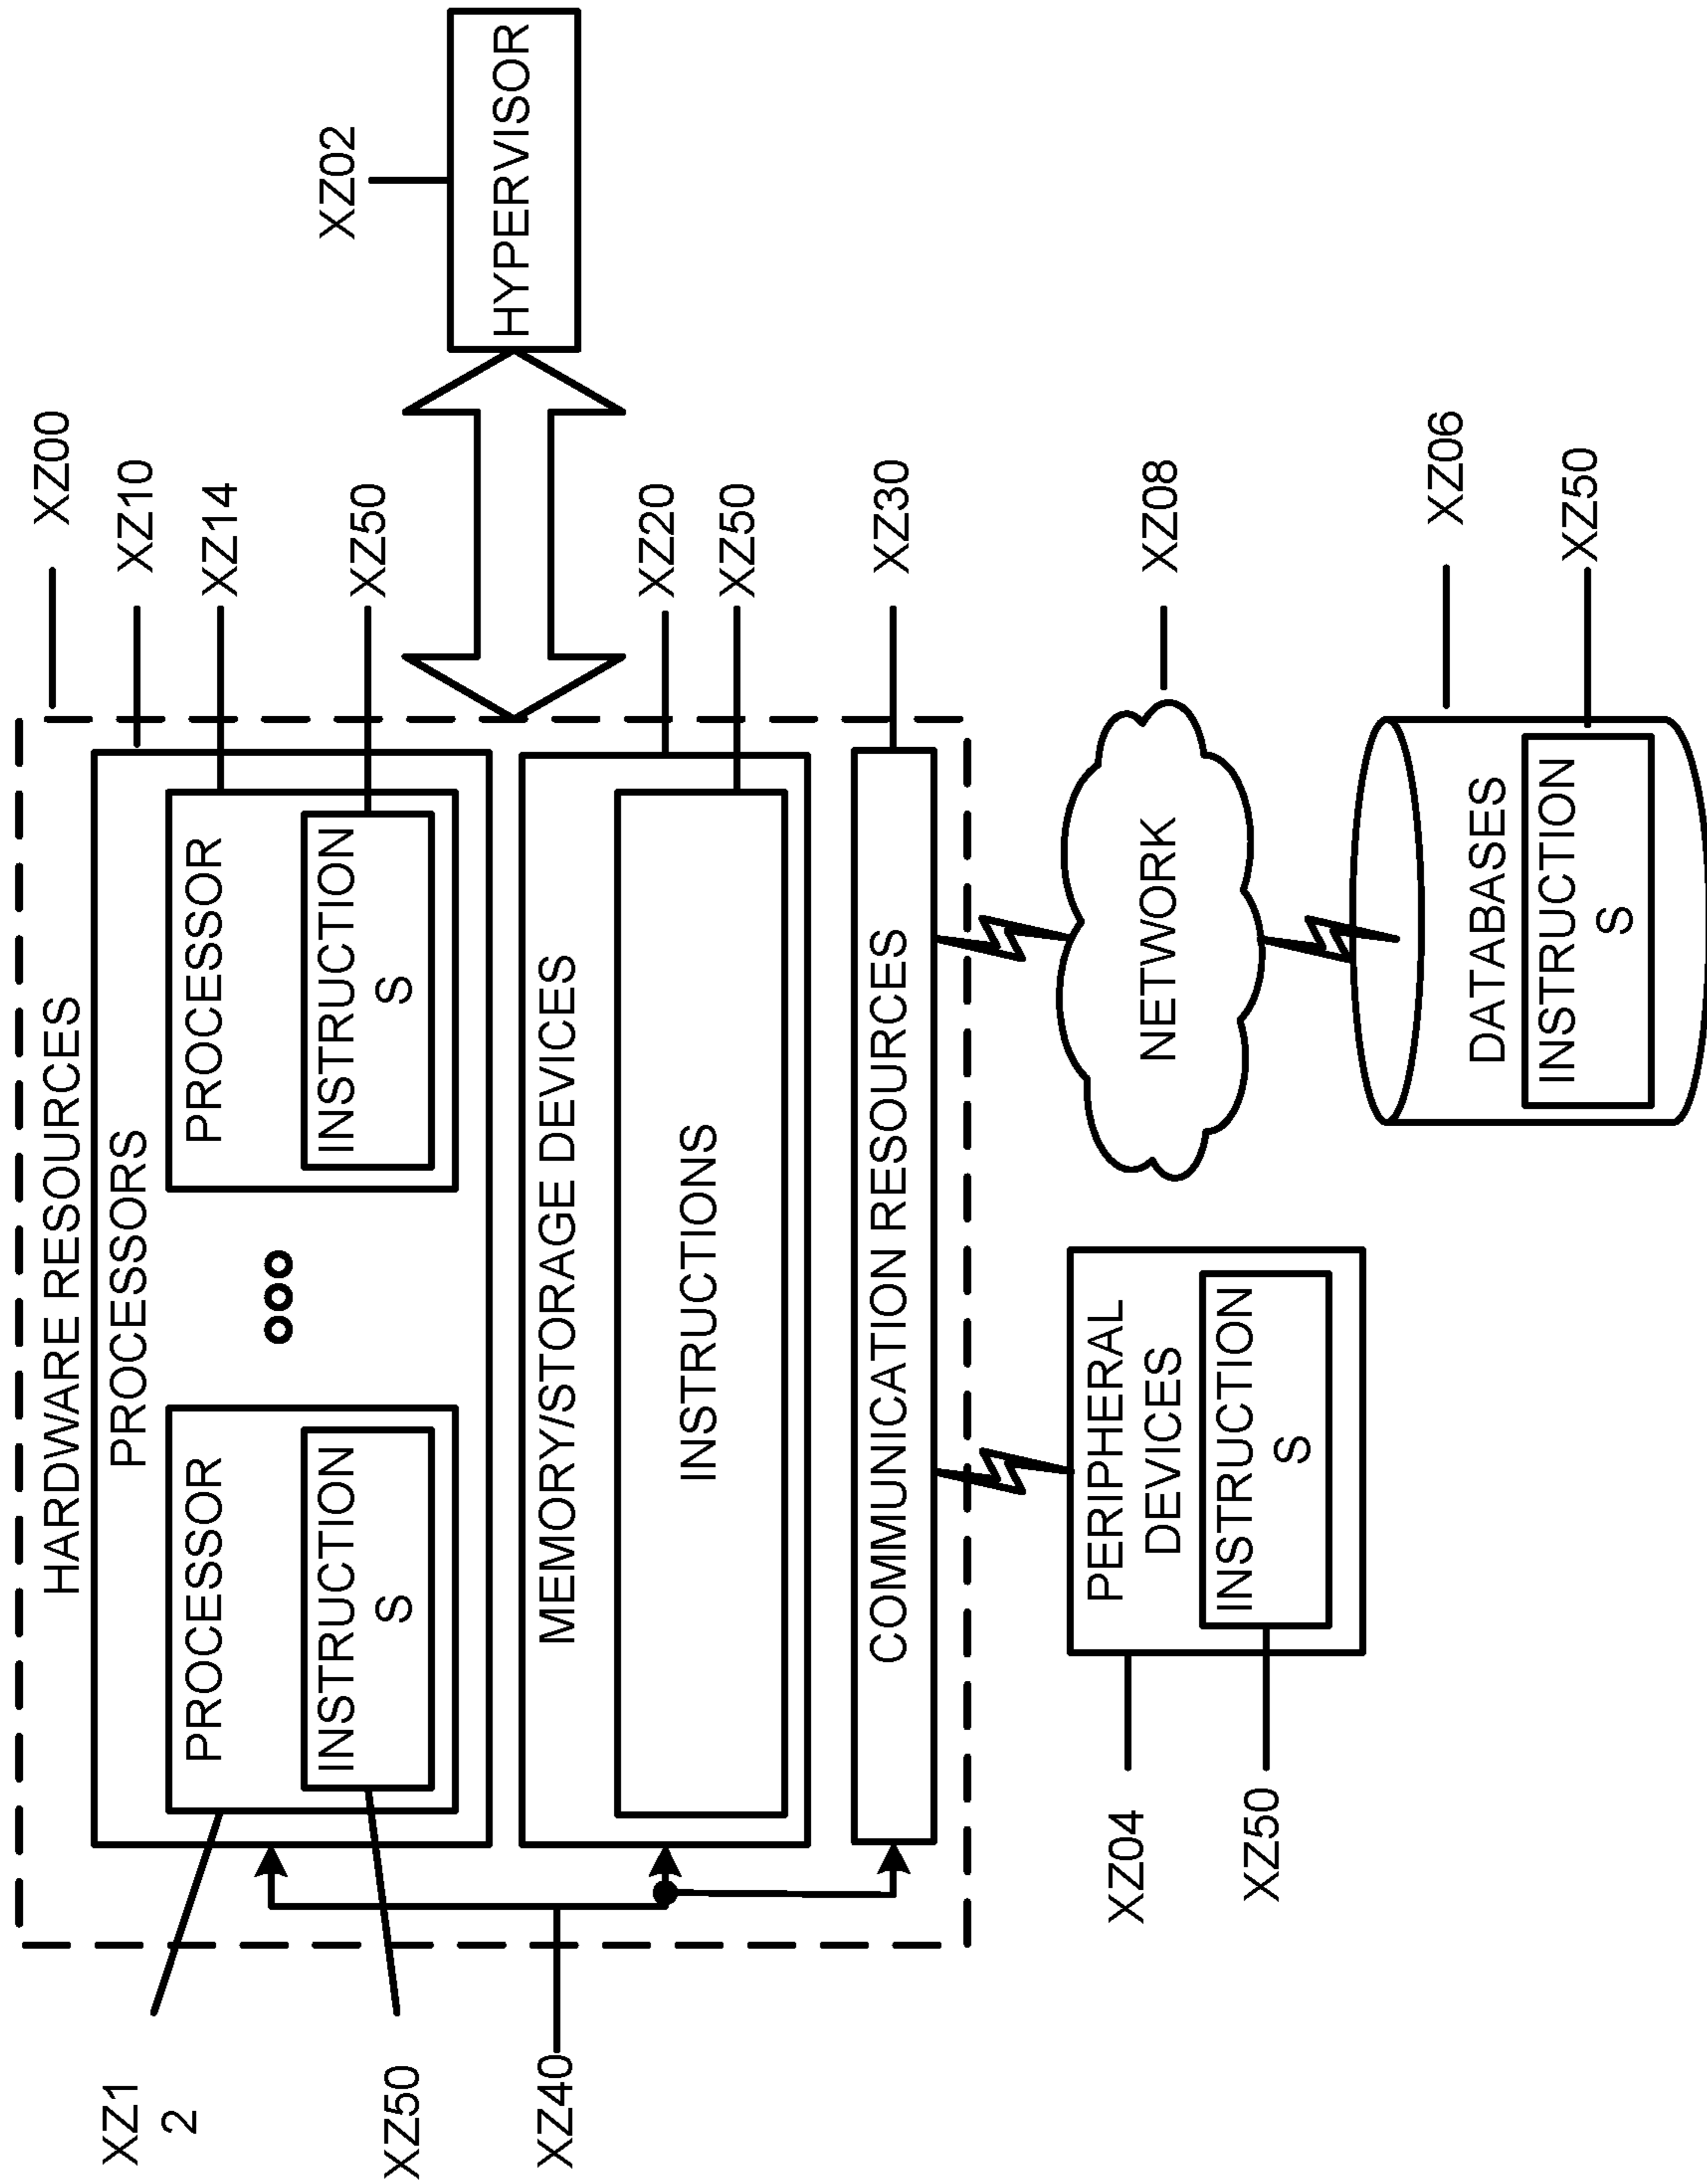 XZ00
HARDWARE RESOURCES
XZ10
PROCESSORS
XZ1
2
PROCESSOR
PROCESSOR
XZ14
XZ50
INSTRUCTION
S
INSTRUCTION
S
XZ50
XZ02
HYPERVISOR
XZ40
MEMORY/STORAGE DEVICES
XZ20
INSTRUCTIONS
XZ50
COMMUNICATION RESOURCES
XZ30
XZ04
PERIPHERAL
DEVICES
XZ50
INSTRUCTION
S
NETWORK
XZ08
XZ06
DATABASES
INSTRUCTION
S
XZ50